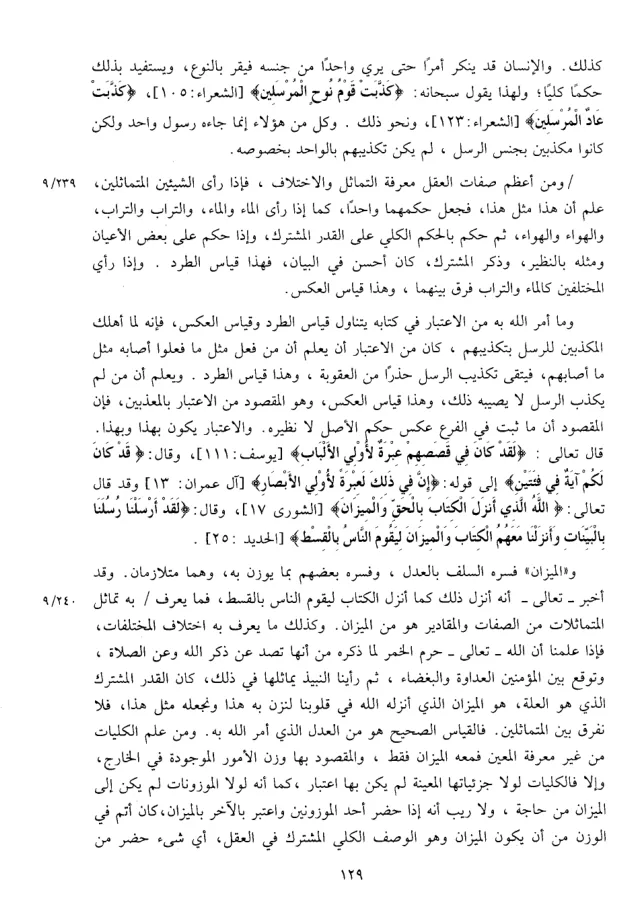 كذلك. والإنسان قد ينكر أمرًا حتى يري واحدًا من جنسه فيقر بالنوع، ويستفيد بذلك
حكمًا كليًا؛ ولهذا يقول سبحانه: ﴿كَذَّبَتْ قَوْمُ نُوحٍ الْمُرْسَلِينَ﴾ [الشعراء: ١٠٥]، ﴿كَذَّبَتْ
عَادٌ الْمُرْسَلِينَ﴾ [الشعراء: ١٢٣]، ونحو ذلك . وكل من هؤلاء إنما جاءه رسول واحد ولكن
كانوا مكذبين بجنس الرسل ، لم يكن تكذيبهم بالواحد بخصوصه.
٩/٢٣٩ / ومن أعظم صفات العقل معرفة التماثل والاختلاف ، فإذا رأى الشيئين المتماثلين،
علم أن هذا مثل هذا، فجعل حكمهما واحدًا، كما إذا رأى الماء والماء، والتراب والتراب،
والهواء والهواء، ثم حكم بالحكم الكلي على القدر المشترك، وإذا حكم على بعض الأعيان
ومثله بالنظير، وذكر المشترك، كان أحسن في البيان، فهذا قياس الطرد . وإذا رأي
المختلفين كالماء والتراب فرق بينهما ، وهذا قياس العكس.
وما أمر الله به من الاعتبار في كتابه يتناول قياس الطرد وقياس العكس، فإنه لما أهلك
المكذبين للرسل بتكذيبهم ، كان من الاعتبار أن يعلم أن من فعل مثل ما فعلوا أصابه مثل
ما أصابهم، فيتقى تكذيب الرسل حذرًا من العقوبة ، وهذا قياس الطرد . ويعلم أن من لم
يكذب الرسل لا يصيبه ذلك، وهذا قياس العكس، وهو المقصود من الاعتبار بالمعذبين، فإن
المقصود أن ما ثبت في الفرع عكس حكم الأصل لا نظيره. والاعتبار يكون بهذا وبهذا.
قال تعالى : ﴿لَقَدْ كَانَ فِي قَصَصِهِمْ عِبْرَةٌ لأُولِي الأَلْبَابِ﴾ [يوسف: ١١١]، وقال: ﴿قَدْ كَانَ
لَكُمْ آيَةٌ فِي فِئَتَيْنِ﴾ إلى قوله: ﴿إِنَّ فِي ذَلِكَ لَعِبْرَةً لأُولِي الأَبْصَارِ﴾ [آل عمران: ١٣] وقد قال
تعالى: ﴿اللَّهُ الَّذِي أَنزَلَ الْكِتَابَ بِالْحَقِّ وَالْمِيزَانَ﴾ [الشورى ١٧]، وقال: ﴿لَقَدْ أَرْسَلْنَا رُسُلَنَا
بِالْبَيِّنَاتِ وَأَنزَلْنَا مَعَهُمُ الْكِتَابَ وَالْمِيزَانَ لِيَقُومَ النَّاسُ بِالْقِسْطِ﴾ [الحديد : ٢٥] .
و«الميزان» فسره السلف بالعدل ، وفسره بعضهم بما يوزن به، وهما متلازمان. وقد
٩/٢٤٠ أخبر ـ تعالى ـ أنه أنزل ذلك كما أنزل الكتاب ليقوم الناس بالقسط، فما يعرف / به تماثل
المتماثلات من الصفات والمقادير هو من الميزان. وكذلك ما يعرف به اختلاف المختلفات،
فإذا علمنا أن الله ـ تعالى ـ حرم الخمر لما ذكره من أنها تصد عن ذكر الله وعن الصلاة ،
وتوقع بين المؤمنين العداوة والبغضاء ، ثم رأينا النبيذ يماثلها في ذلك، كان القدر المشترك
الذي هو العلة، هو الميزان الذي أنزله الله في قلوبنا لنزن به هذا ونجعله مثل هذا، فلا
نفرق بين المتماثلين. فالقياس الصحيح هو من العدل الذي أمر الله به. ومن علم الكليات
من غير معرفة المعين فمعه الميزان فقط ، والمقصود بها وزن الأمور الموجودة في الخارج،
وإلا فالكليات لولا جزئياتها المعينة لم يكن بها اعتبار ،كما أنه لولا الموزونات لم يكن إلى
الميزان من حاجة ، ولا ريب أنه إذا حضر أحد الموزونين واعتبر بالآخر بالميزان،كان أتم في
الوزن من أن يكون الميزان وهو الوصف الكلي المشترك في العقل، أي شىء حضر من
١٢٩